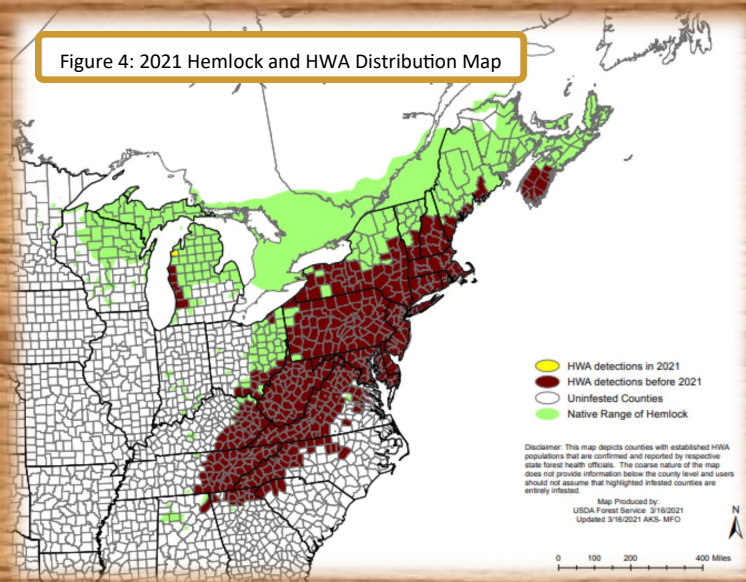 Figure 4: 2021 Hemlock and HWA Distribution Map
HWA detections in 2021
HWA detections before 2021
Uninfested Counties
Native Range of Hemlock
Disclaimer: This map depicts counties with established HWA
populations that are confirmed and reported by respective
state forest health officials. The coarse nature of the map
does not provide information below the county level and users
should not assume that highlighted infested counties are
entirely infested.
Map Produced by:
USDA Forest Service 3/16/2021
Updated 3/16/2021 AKS- MFO
N
0 100 200 400 Miles